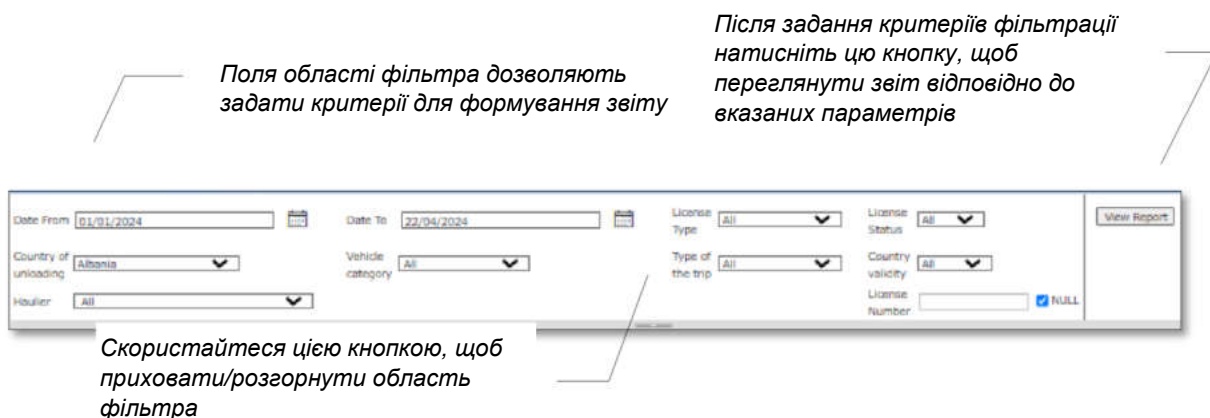 Після задання критеріїв фільтрації
натисніть цю кнопку, щоб
переглянути звіт відповідно до
вказаних параметрів
Поля області фільтра дозволяють
задати критерії для формування звіту
Date From 01/01/2024 Date To 22/04/2024 License Type All License Status All View Report
Country of unloading Albania Vehicle category All Type of the trip All Country validity All
Haulier All License Number NULL
Скористайтеся цією кнопкою, щоб
приховати/розгорнути область
фільтра